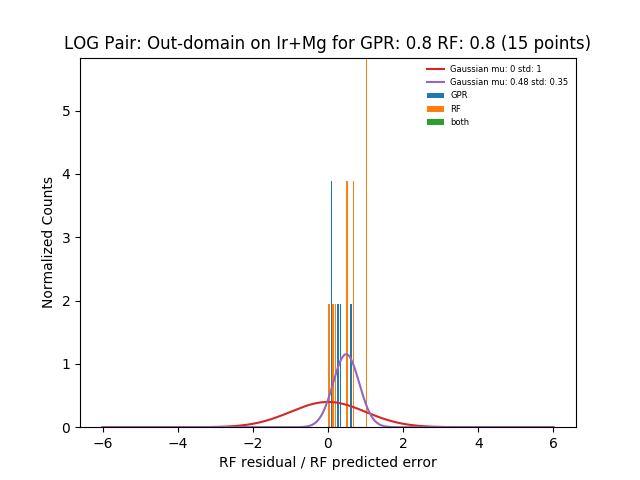 LOG Pair: Out-domain on Ir+Mg for GPR: 0.8 RF: 0.8 (15 points)
Gaussian mu: 0 std: 1
Gaussian mu: 0.48 std: 0.35
GPR
RF
both
Normalized Counts
5
4
3
2
1
0
−6
−4
−2
0
2
4
6
RF residual / RF predicted error